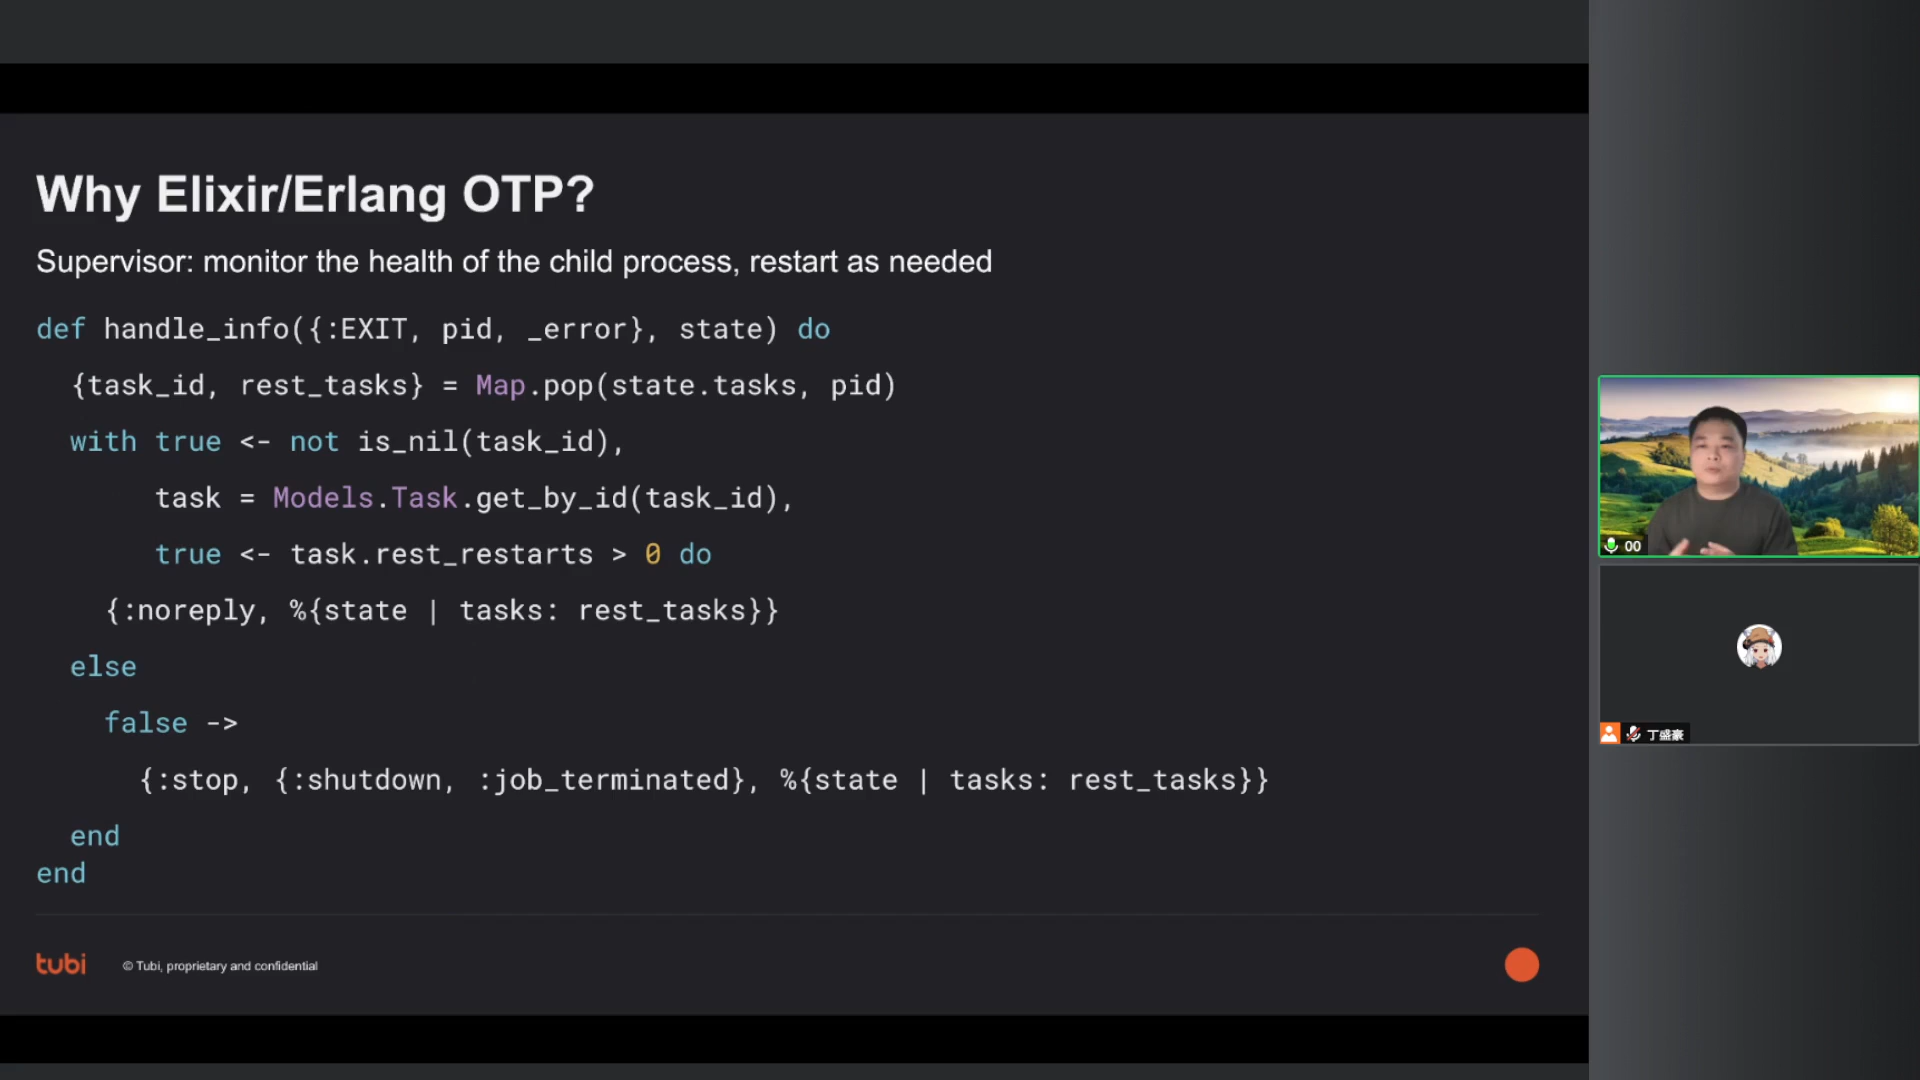 Why Elixir/Erlang OTP?
Supervisor: monitor the health of the child process, restart as needed
def handle_info({:EXIT, pid, _error}, state) do
{task_id, rest_tasks} = Map.pop(state.tasks, pid)
with true <- not is_nil(task_id),
task = Models.Task.get_by_id(task_id),
true <- task.rest_restarts > 0 do
{:noreply, %{state | tasks: rest_tasks}}
else
false ->
{:stop, {:shutdown, :job_terminated}, %{state | tasks: rest_tasks}}
end
end
tubi © Tubi, proprietary and confidential
00
丁盛豪